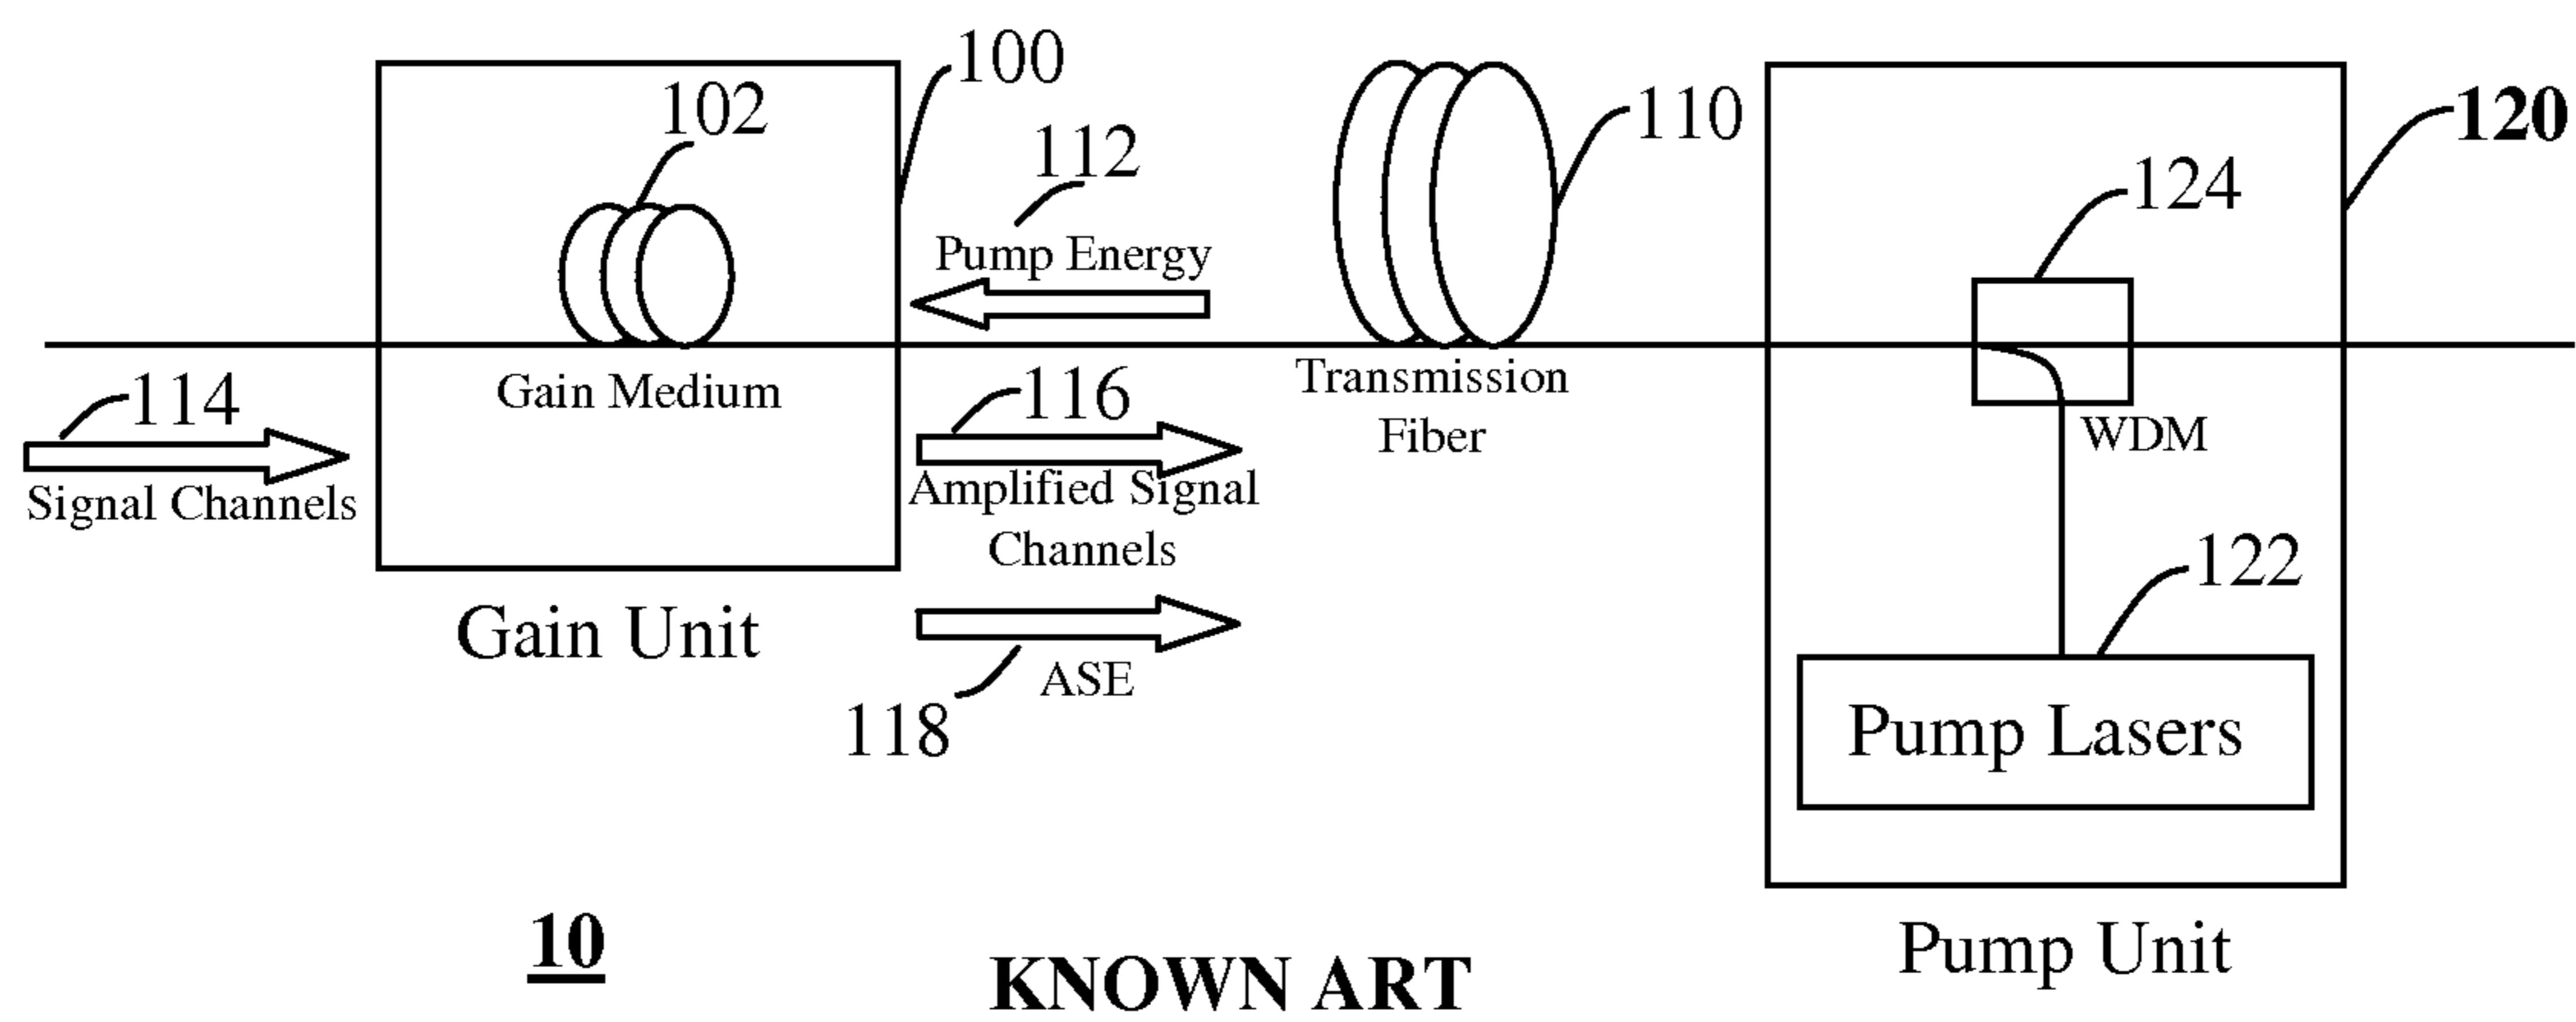 100
102
112
110
120
124
Pump Energy
114
Gain Medium
116
Transmission
Fiber
WDM
Signal Channels
Amplified Signal
Channels
122
Gain Unit
ASE
118
Pump Lasers
10
KNOWN ART
Pump Unit